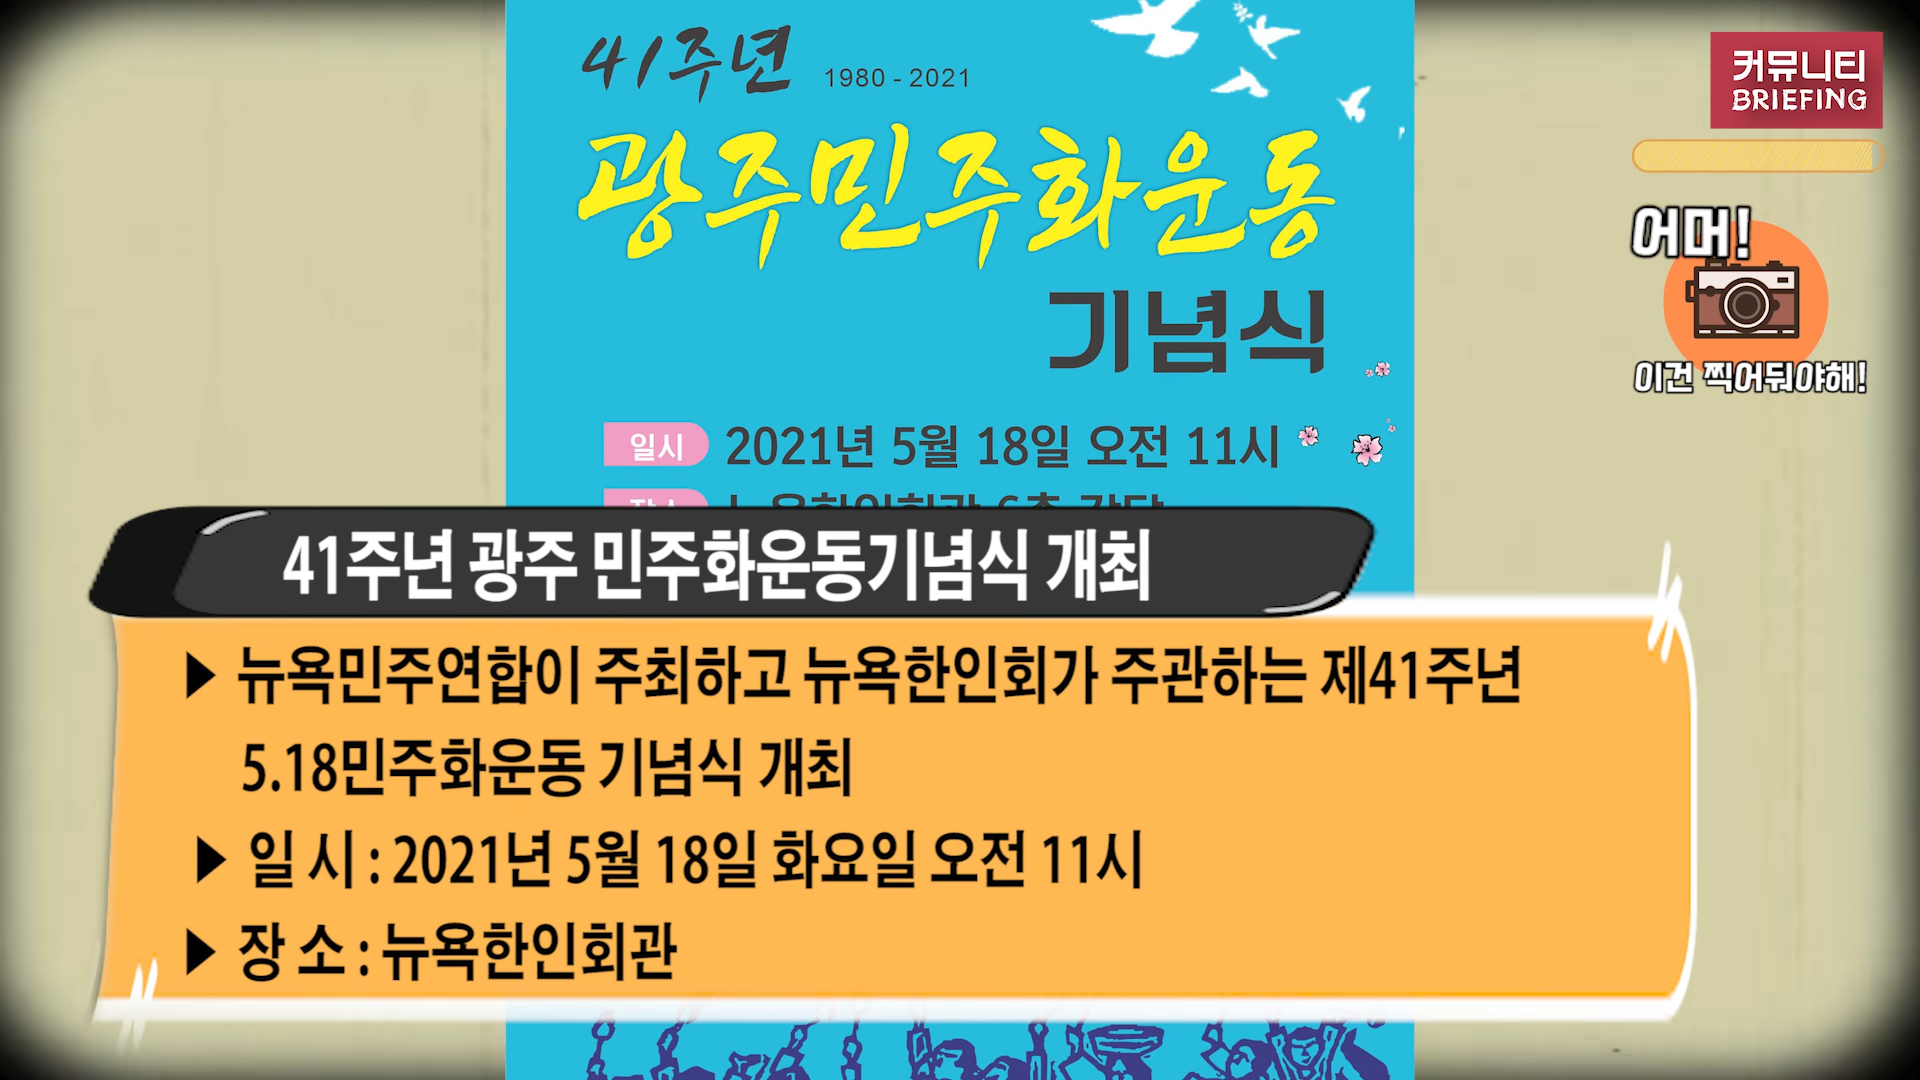 41주년 1980 - 2021
광주민주화운동
기념식
일시 2021년 5월 18일 오전 11시
커뮤니티
BRIEFING
어머!
이건 찍어둬야해!
41주년 광주 민주화운동기념식 개최
▶ 뉴욕민주연합이 주최하고 뉴욕한인회가 주관하는 제41주년
5.18민주화운동 기념식 개최
▶ 일 시 : 2021년 5월 18일 화요일 오전 11시
▶ 장 소 : 뉴욕한인회관